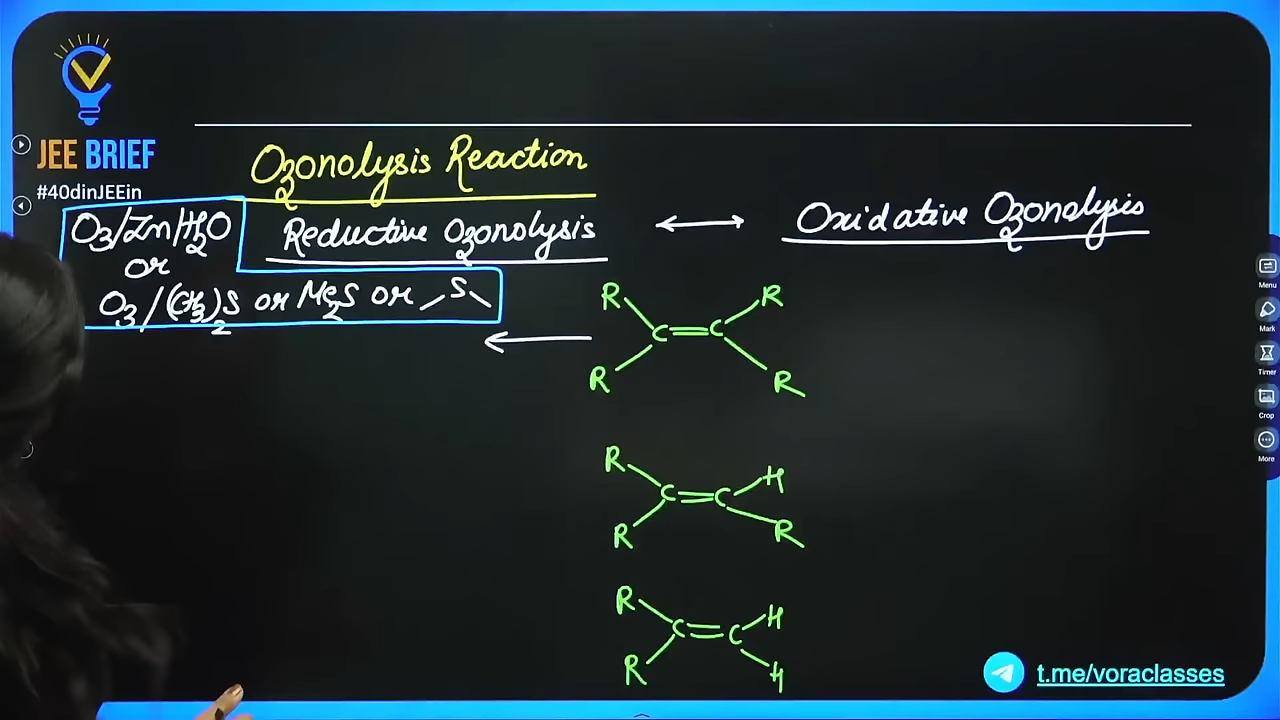 JEE BRIEF
#40dinJEEin
Ozonolysis Reaction
O3/Zn/H2O
or
O3/(CH3)2S or Me2S or S
Reductive Ozonolysis
Oxidative Ozonolysis
R R
C=C
R R
R H
C=C
R R
R H
C=C
R H
Menu
Mark
Timer
Crop
More
t.me/voraclasses